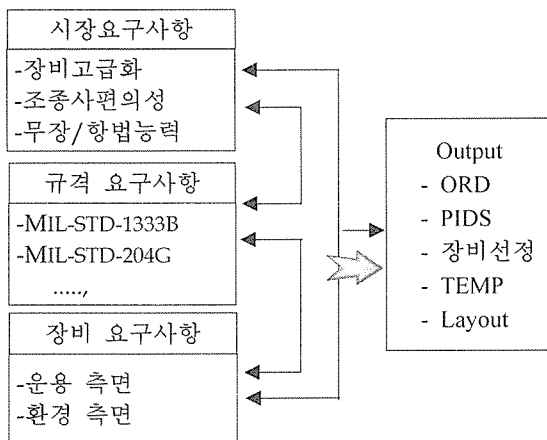 시장요구사항
-장비고급화
-조종사편의성
-무장/항법능력
규격 요구사항
-MIL-STD-1333B
-MIL-STD-204G
.....,
장비 요구사항
-운용 측면
-환경 측면
Output
- ORD
- PIDS
- 장비선정
- TEMP
- Layout